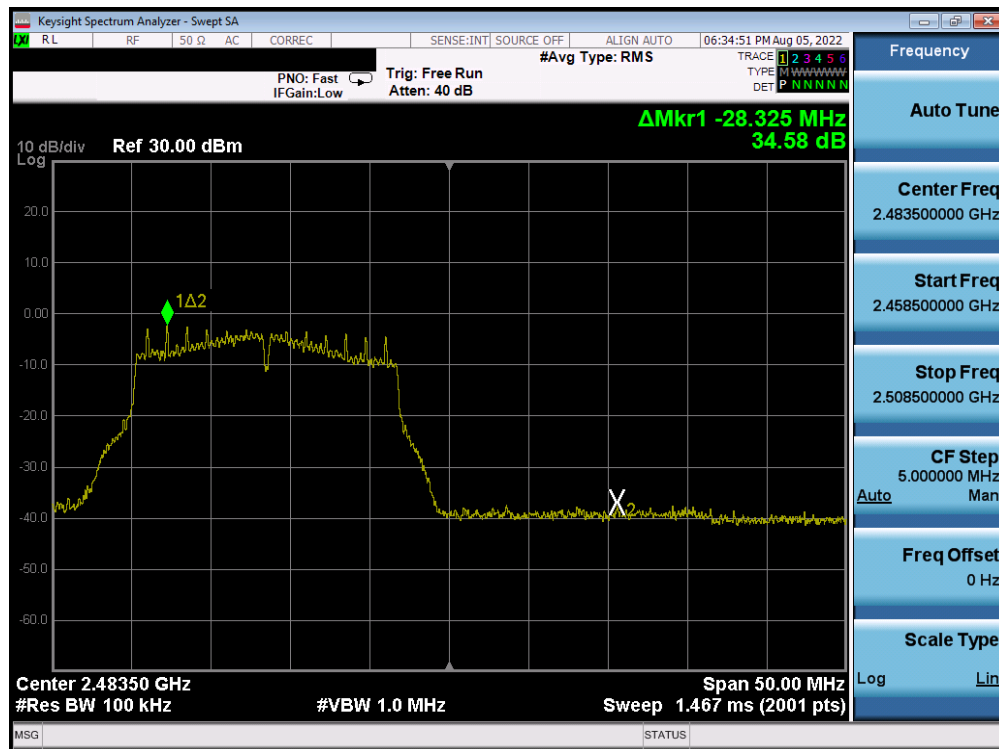 Keysight Spectrum Analyzer - Swept SA
LXI RL RF 50 Ω AC CORREC SENSE:INT SOURCE OFF ALIGN AUTO 06:34:51 PM Aug 05, 2022
#Avg Type: RMS
PNO: Fast
IFGain:Low
Trig: Free Run
Atten: 40 dB
TRACE 1 2 3 4 5 6
TYPE M WWWWW
DET P N N N N N
ΔMkr1 -28.325 MHz
34.58 dB
10 dB/div
Log
Ref 30.00 dBm
20.0
10.0
0.00
-10.0
-20.0
-30.0
-40.0
-50.0
-60.0
1Δ2
X2
Center 2.48350 GHz
Span 50.00 MHz
#Res BW 100 kHz
#VBW 1.0 MHz
Sweep 1.467 ms (2001 pts)
MSG
STATUS
Frequency
Auto Tune
Center Freq
2.483500000 GHz
Start Freq
2.458500000 GHz
Stop Freq
2.508500000 GHz
CF Step
5.000000 MHz
Auto Man
Freq Offset
0 Hz
Scale Type
Log Lin